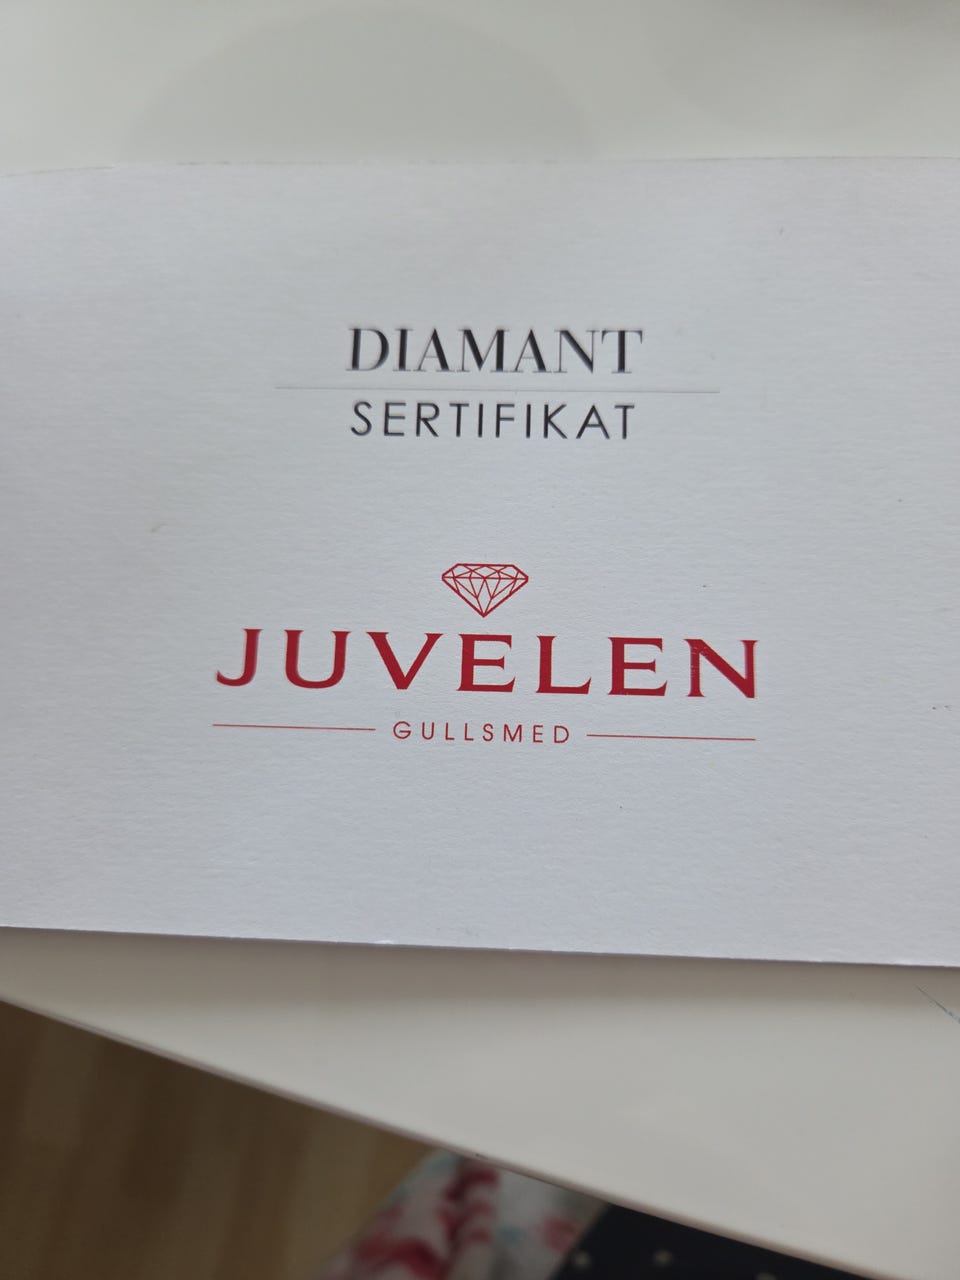 DIAMANT
SERTIFIKAT
JUVELEN
GULLSMED